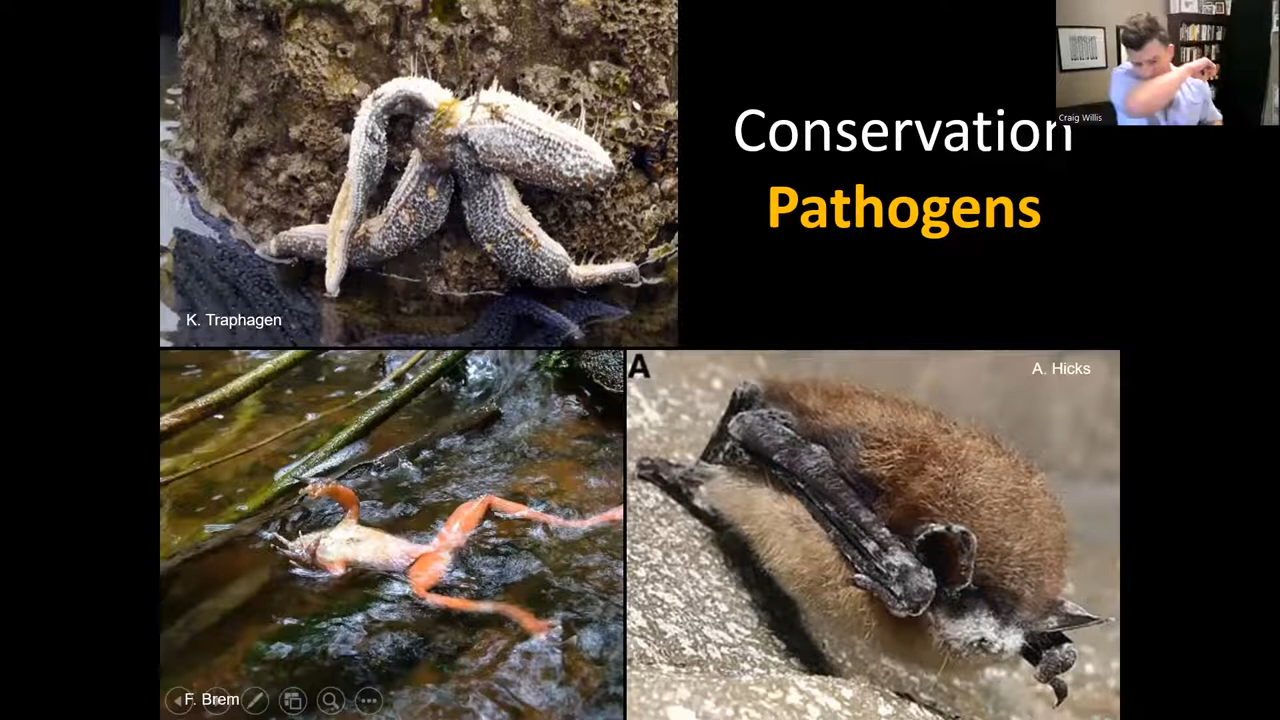 Conservation
Pathogens
Craig Willis
K. Traphagen
A
A. Hicks
F. Brem